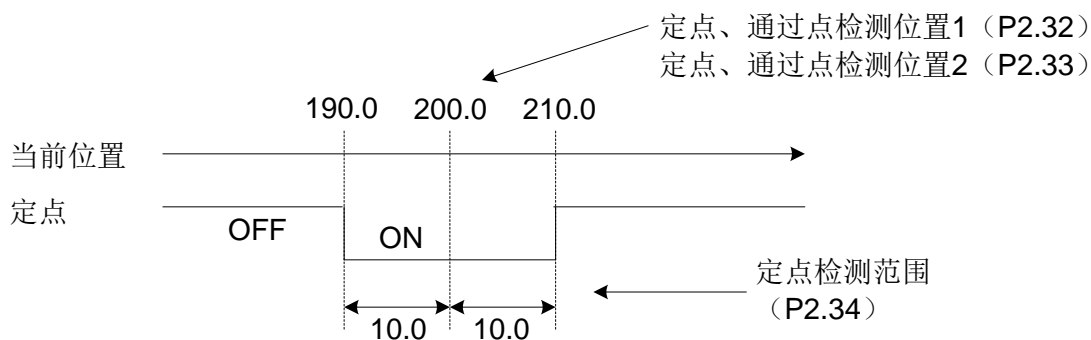 定点、通过点检测位置1（P2.32）
定点、通过点检测位置2（P2.33）
190.0 200.0 210.0
当前位置
定点
OFF ON
定点检测范围
（P2.34）
10.0 10.0